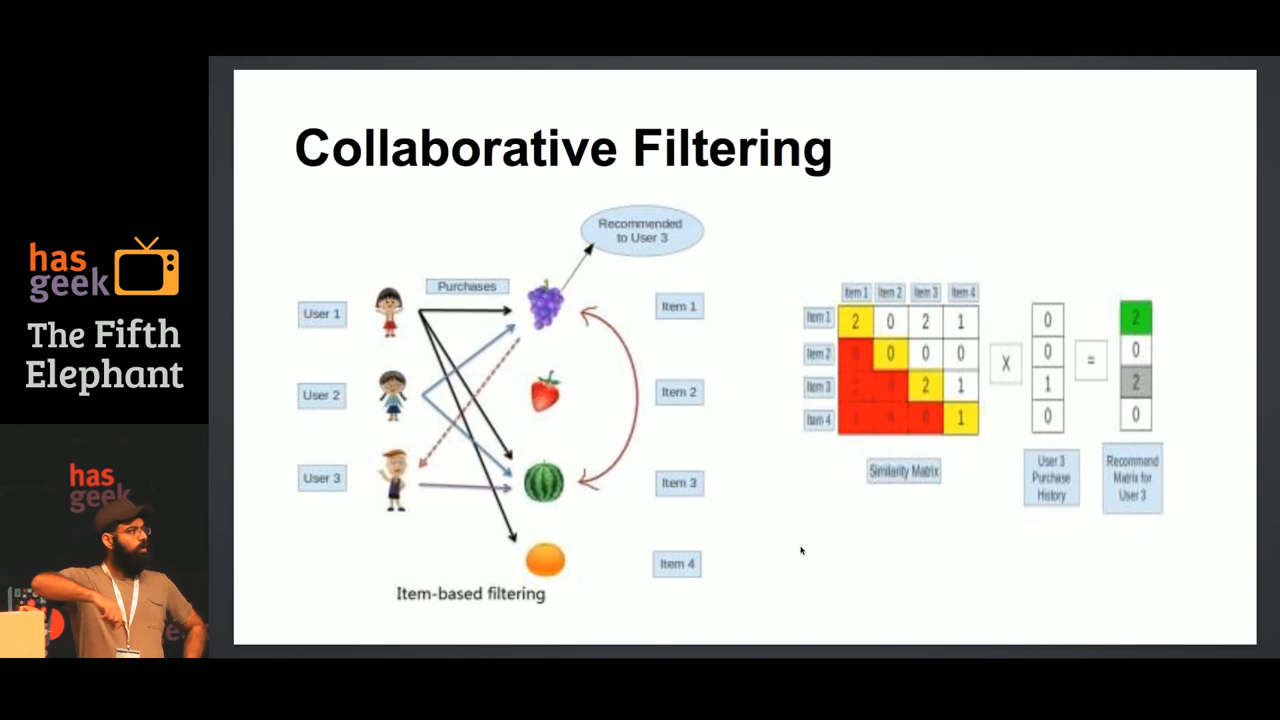 has
geek
The Fifth
Elephant
has
geek
Collaborative Filtering
Recommended
to User 3
Purchases
User 1
User 2
User 3
Item 1
Item 2
Item 3
Item 4
Item-based filtering
Item 1 Item 2 Item 3 Item 4
Item 1 2 0 2 1
Item 2 0 0 0
Item 3 2 1
Item 4 1
Similarity Matrix
X
0
0
1
0
User 3
Purchase
History
=
2
0
2
0
Recommend
Matrix for
User 3